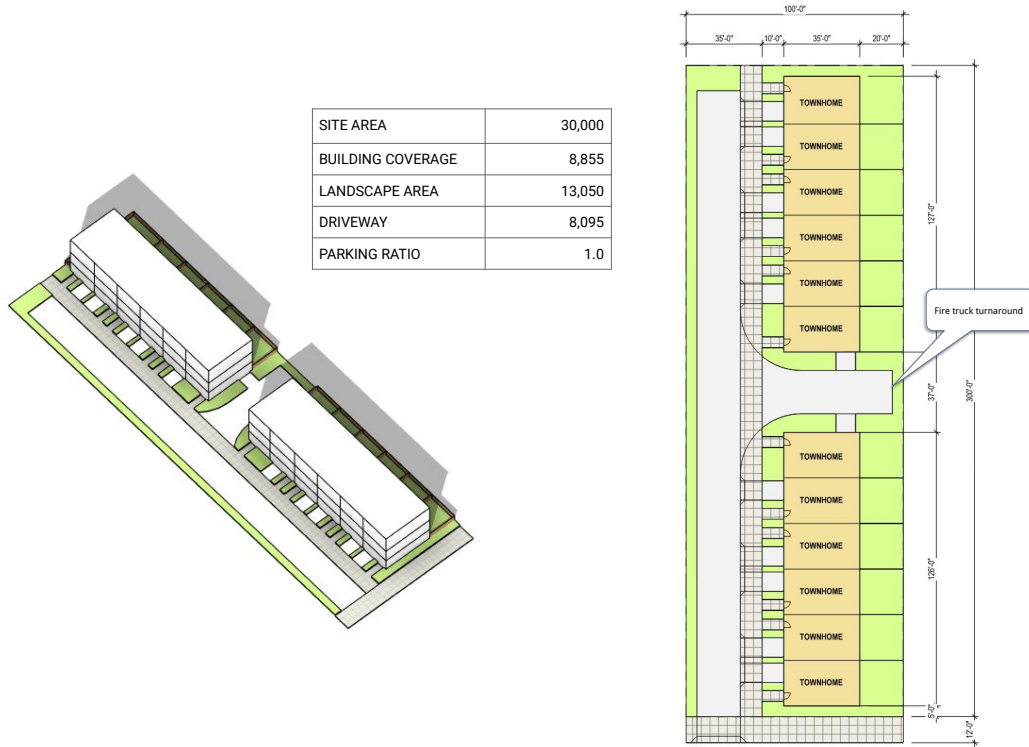 100'-0"
35'-0"
10'-0"
35'-0"
20'-0"
SITE AREA 30,000
BUILDING COVERAGE 8,855
LANDSCAPE AREA 13,050
DRIVEWAY 8,095
PARKING RATIO 1.0
TOWNHOME
TOWNHOME
TOWNHOME
TOWNHOME
TOWNHOME
TOWNHOME
127'-0"
Fire truck turnaround
37'-0"
300'-0"
TOWNHOME
TOWNHOME
TOWNHOME
TOWNHOME
TOWNHOME
TOWNHOME
126'-0"
5'-0"
12'-0"